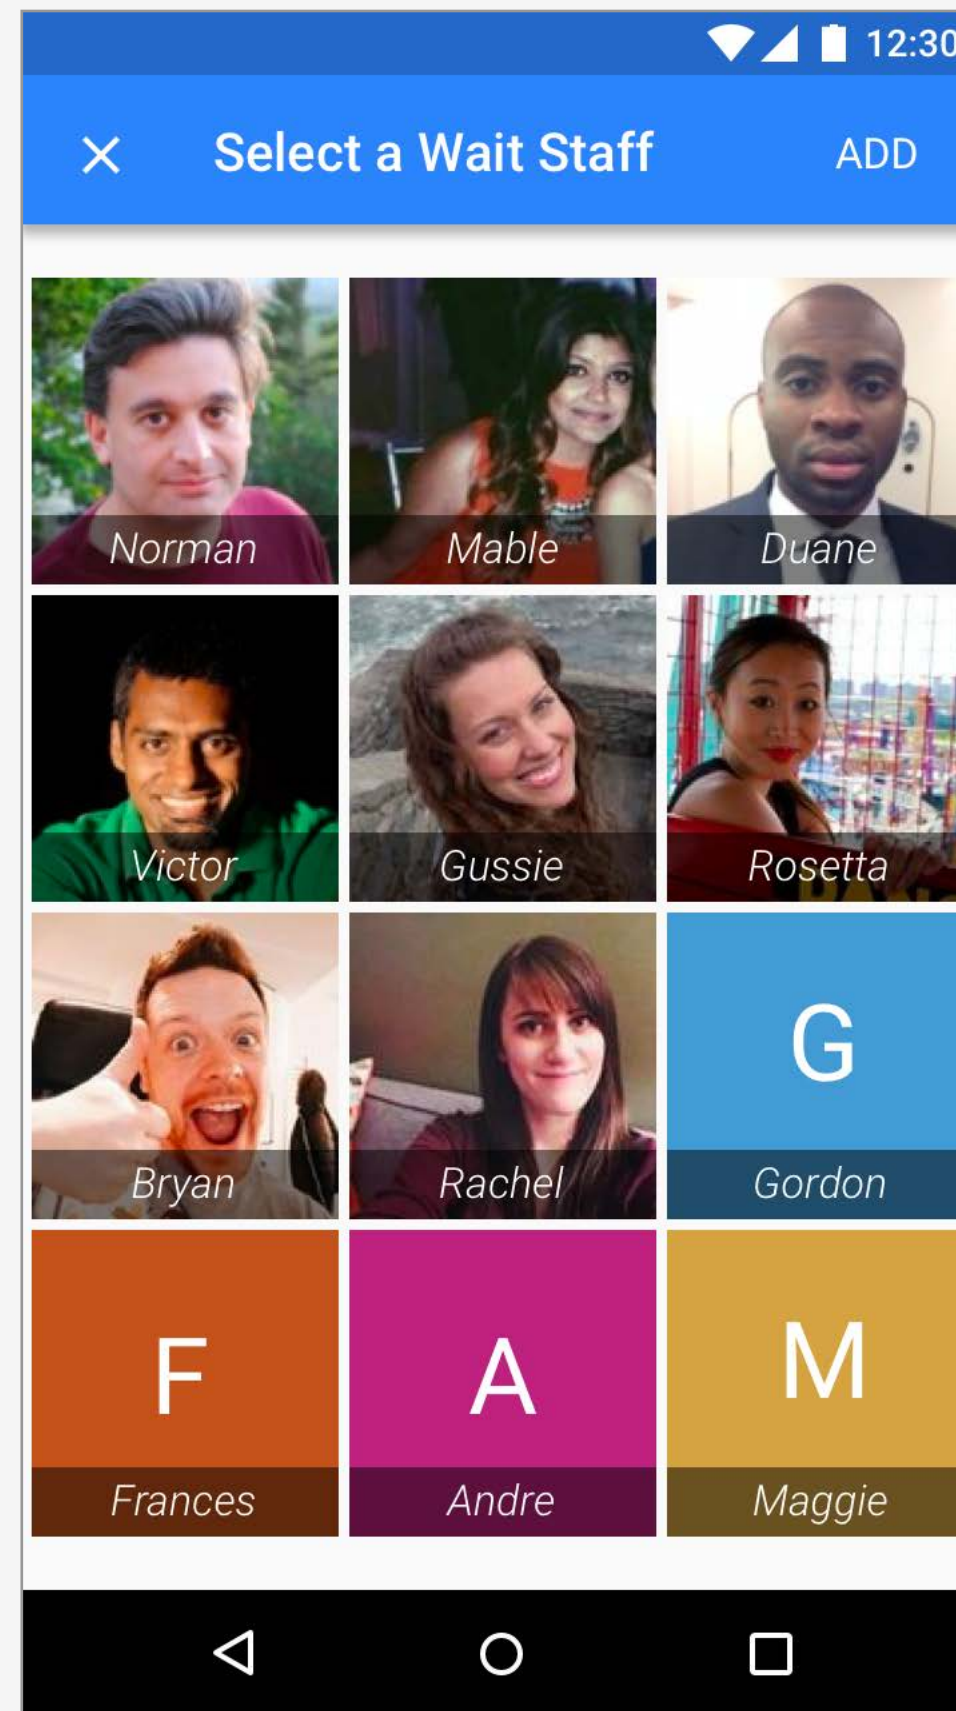 12:30
Select a Wait Staff ADD
Norman Mable Duane
Victor Gussie Rosetta
G
Bryan Rachel Gordon
F A M
Frances Andre Maggie